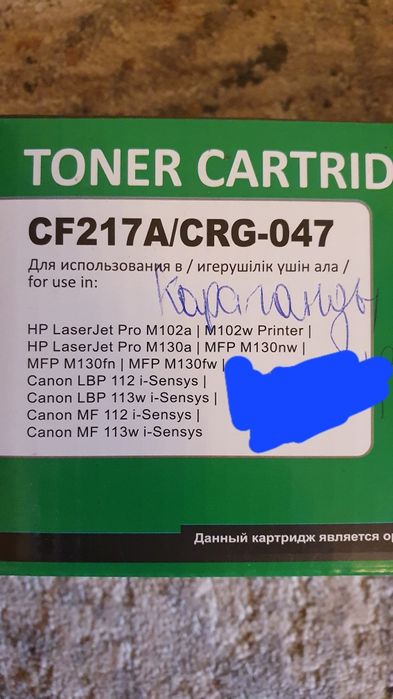 TONER CARTRID
CF217A/CRG-047
Для использования в / игерушілік үшін ала /
for use in:
Караганды
HP LaserJet Pro M102a | M102w Printer |
HP LaserJet Pro M130a | MFP M130nw |
MFP M130fn | MFP M130fw |
Canon LBP 112 i-Sensys |
Canon LBP 113w i-Sensys |
Canon MF 112 i-Sensys |
Canon MF 113w i-Sensys
Данный картридж является ор